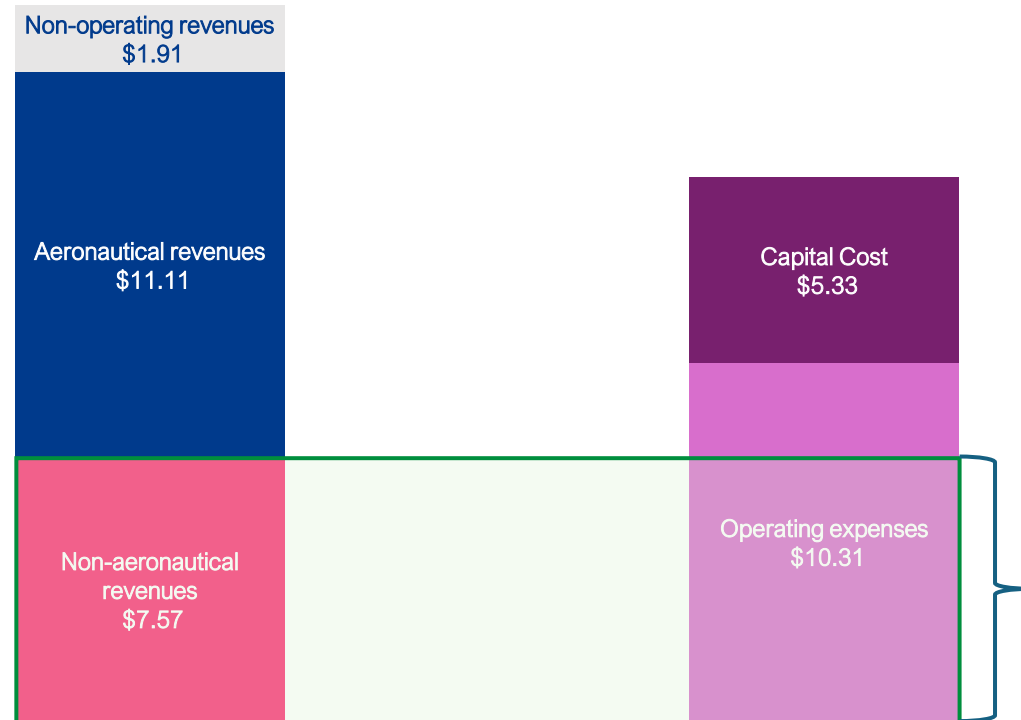 Non-operating revenues
$1.91
Aeronautical revenues
$11.11
Non-aeronautical
revenues
$7.57
Capital Cost
$5.33
Operating expenses
$10.31